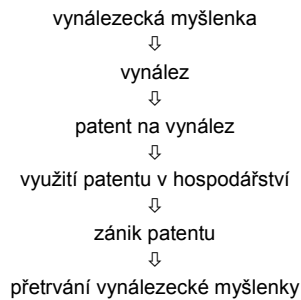 vynálezecká myšlenka
⇩
vynález
⇩
patent na vynález
⇩
využití patentu v hospodářství
⇩
zánik patentu
⇩
přetrvání vynálezecké myšlenky